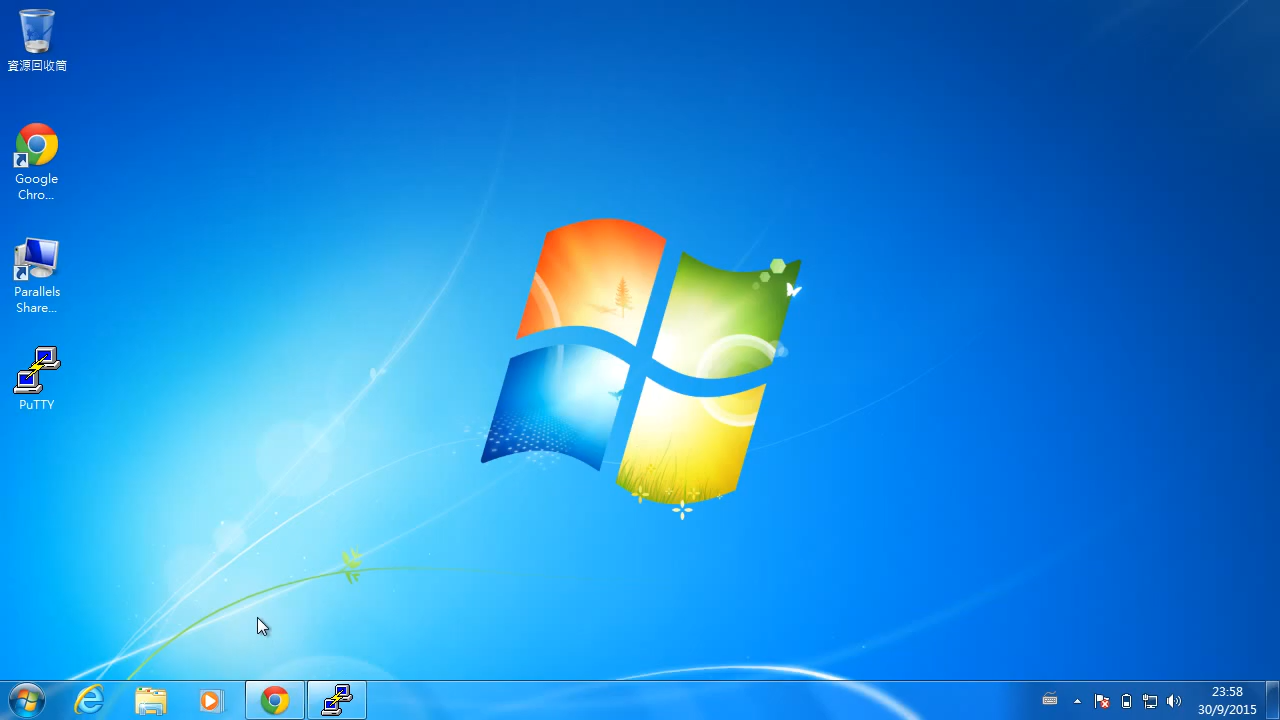 資源回收筒
Google
Chro...
Parallels
Share...
PuTTY
23:58
30/9/2015